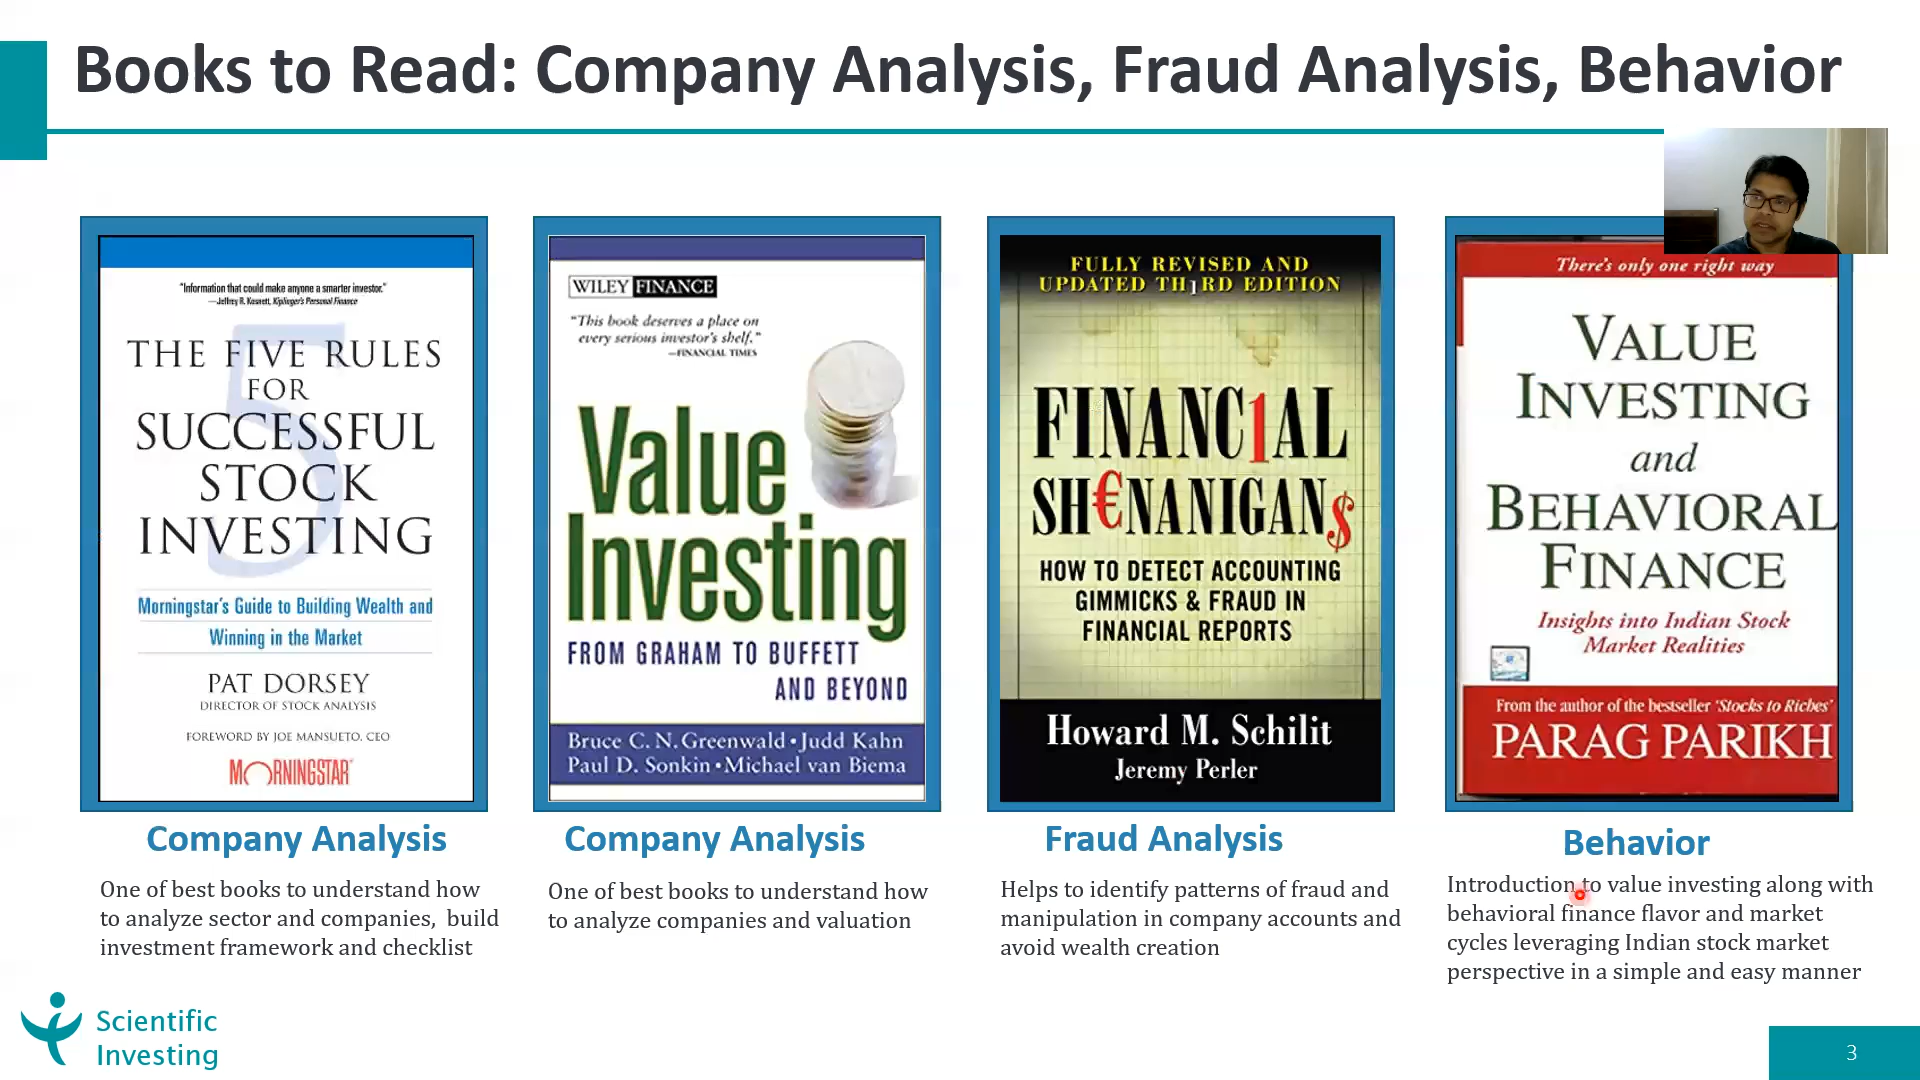 Books to Read: Company Analysis, Fraud Analysis, Behavior
"Information that could make anyone a smarter investor."
—Jeffrey R. Kosnett, Kiplinger's Personal Finance
5
THE FIVE RULES
FOR
SUCCESSFUL
STOCK
INVESTING
Morningstar's Guide to Building Wealth and
Winning in the Market
PAT DORSEY
DIRECTOR OF STOCK ANALYSIS
FOREWORD BY JOE MANSUETO, CEO
MORNINGSTAR
Company Analysis
One of best books to understand how
to analyze sector and companies, build
investment framework and checklist
WILEY FINANCE
"This book deserves a place on
every serious investor's shelf."
—FINANCIAL TIMES
Value
Investing
FROM GRAHAM TO BUFFETT
AND BEYOND
Bruce C. N. Greenwald • Judd Kahn
Paul D. Sonkin • Michael van Biema
Company Analysis
One of best books to understand how
to analyze companies and valuation
FULLY REVISED AND
UPDATED TH1RD EDITION
FINANC1AL
SH€NANIGAN$
HOW TO DETECT ACCOUNTING
GIMMICKS & FRAUD IN
FINANCIAL REPORTS
Howard M. Schilit
Jeremy Perler
Fraud Analysis
Helps to identify patterns of fraud and
manipulation in company accounts and
avoid wealth creation
There's only one right way
VALUE
INVESTING
and
BEHAVIORAL
FINANCE
Insights into Indian Stock
Market Realities
From the author of the bestseller 'Stocks to Riches'
PARAG PARIKH
Behavior
Introduction to value investing along with
behavioral finance flavor and market
cycles leveraging Indian stock market
perspective in a simple and easy manner
Scientific
Investing
3